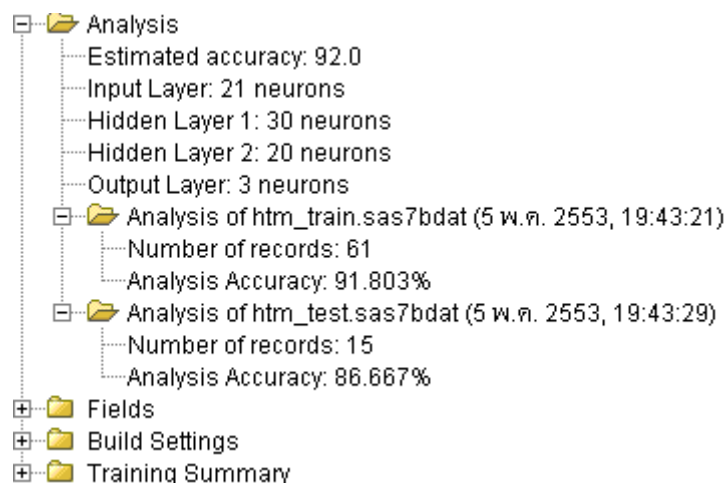 Analysis
Estimated accuracy: 92.0
Input Layer: 21 neurons
Hidden Layer 1: 30 neurons
Hidden Layer 2: 20 neurons
Output Layer: 3 neurons
Analysis of htm_train.sas7bdat (5 พ.ค. 2553, 19:43:21)
Number of records: 61
Analysis Accuracy: 91.803%
Analysis of htm_test.sas7bdat (5 พ.ค. 2553, 19:43:29)
Number of records: 15
Analysis Accuracy: 86.667%
Fields
Build Settings
Training Summary